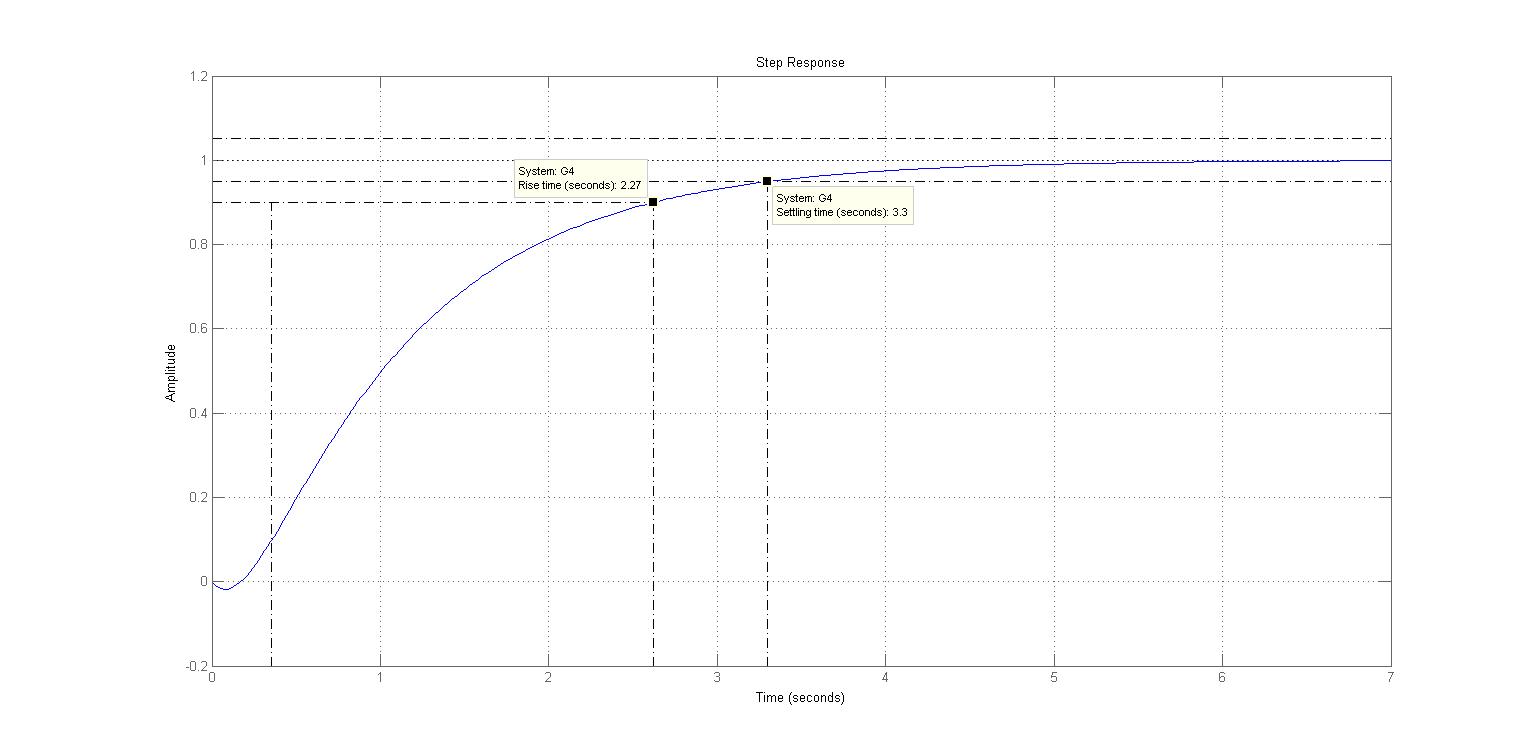 Step Response
1.2
1
0.8
0.6
0.4
0.2
0
-0.2
Amplitude
System: G4
Rise time (seconds): 2.27
System: G4
Settling time (seconds): 3.3
0 1 2 3 4 5 6 7
Time (seconds)